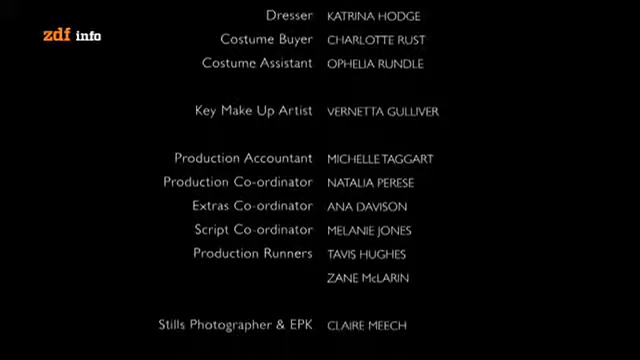 Dresser KATRINA HODGE
zdf info
Costume Buyer CHARLOTTE RUST
Costume Assistant OPHELIA RUNDLE
Key Make Up Artist VERNETTA GULLIVER
Production Accountant MICHELLE TAGGART
Production Co-ordinator NATALIA PERESE
Extras Co-ordinator ANA DAVISON
Script Co-ordinator MELANIE JONES
Production Runners TAVIS HUGHES
ZANE McLARIN
Stills Photographer & EPK CLAIRE MEECH